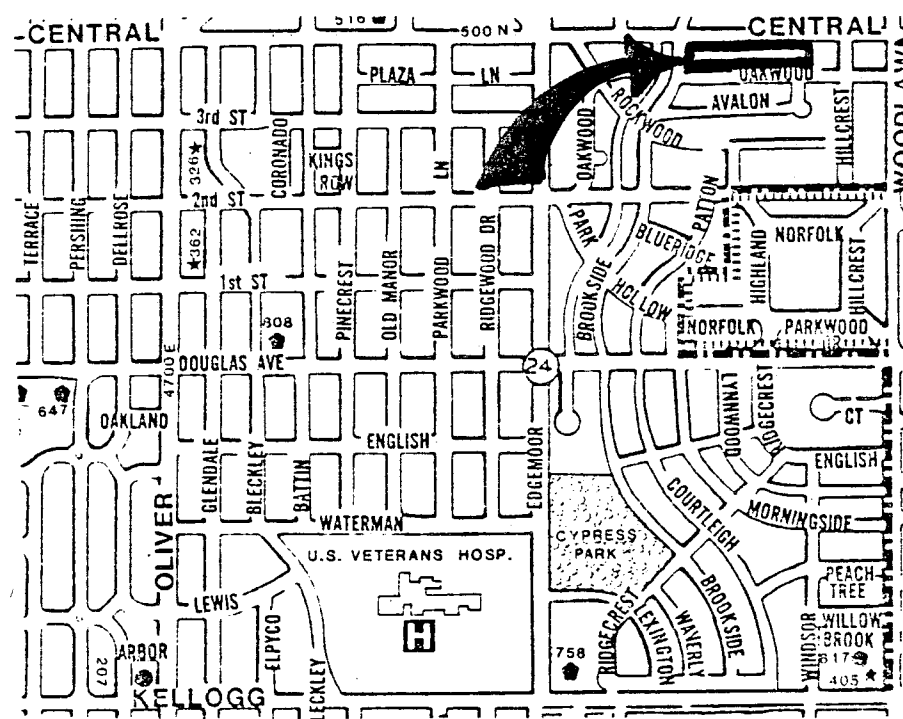 CENTRAL
516
500 N
CENTRAL
PLAZA
LN
OAKWOOD
AVALON
ROCKWOOD
WOODLAWN
3rd ST
CORONADO
KINGS
ROW
LN
OAKWOOD
HILLCREST
326
2nd ST
TERRACE
PERSHING
DELLROSE
362
PARK
PATTON
BLUERIDGE
NORFOLK
HIGHLAND
HILLCREST
1st ST
PINECREST
OLD MANOR
PARKWOOD
RIDGEWOOD DR
BROOKSIDE
HOLLOW
NORFOLK
PARKWOOD
808
4700 E
DOUGLAS AVE
24
647
OAKLAND
LYNNWOOD
RIDGECREST
CT
ENGLISH
ENGLISH
EDGEMOOR
GLENDALE
BLECKLEY
BATTIN
COURTLEIGH
MORNINGSIDE
WATERMAN
OLIVER
U.S. VETERANS HOSP.
CYPRESS
PARK
PEACH
TREE
LEWIS
H
BROOKSIDE
WILLOW
BROOK
ELPYCO
RIDGECREST
LEXINGTON
WAVERLY
WINDSOR
ARBOR
207
758
817
405
KELLOGG
LECKLEY